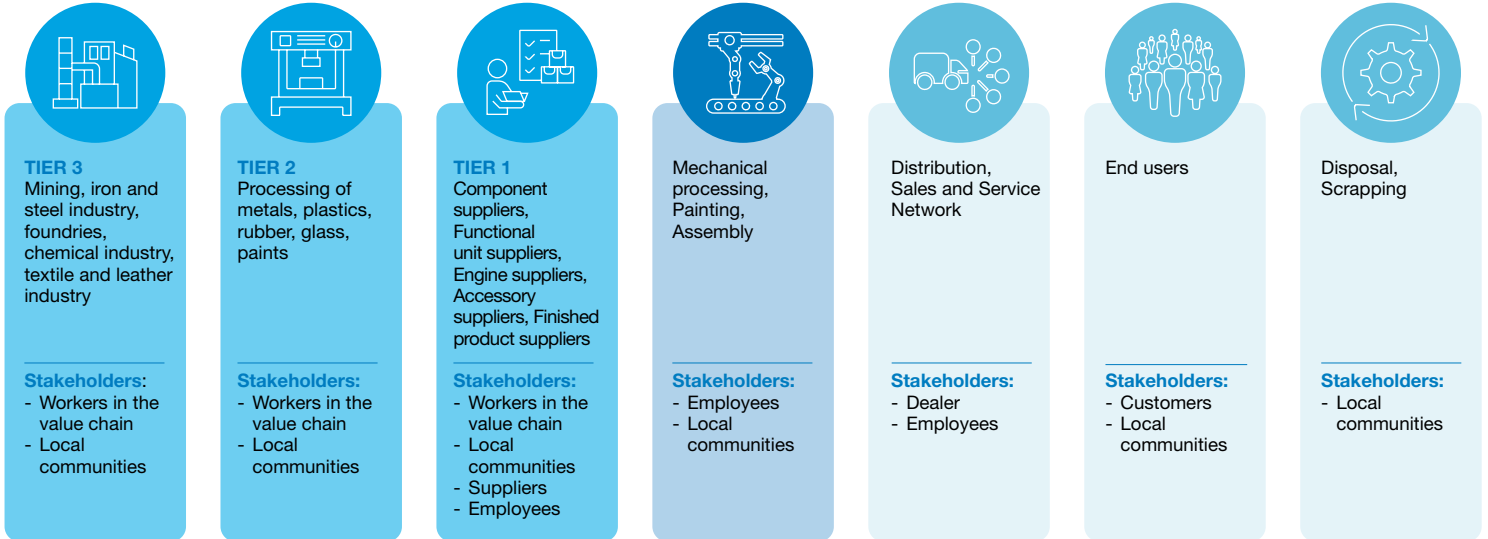 TIER 3
Mining, iron and
steel industry,
foundries,
chemical industry,
textile and leather
industry
Stakeholders:
- Workers in the
value chain
- Local
communities
TIER 2
Processing of
metals, plastics,
rubber, glass,
paints
Stakeholders:
- Workers in the
value chain
- Local
communities
TIER 1
Component
suppliers,
Functional
unit suppliers,
Engine suppliers,
Accessory
suppliers, Finished
product suppliers
Stakeholders:
- Workers in the
value chain
- Local
communities
- Suppliers
- Employees
Mechanical
processing,
Painting,
Assembly
Stakeholders:
- Employees
- Local
communities
Distribution,
Sales and Service
Network
Stakeholders:
- Dealer
- Employees
End users
Stakeholders:
- Customers
- Local
communities
Disposal,
Scrapping
Stakeholders:
- Local
communities